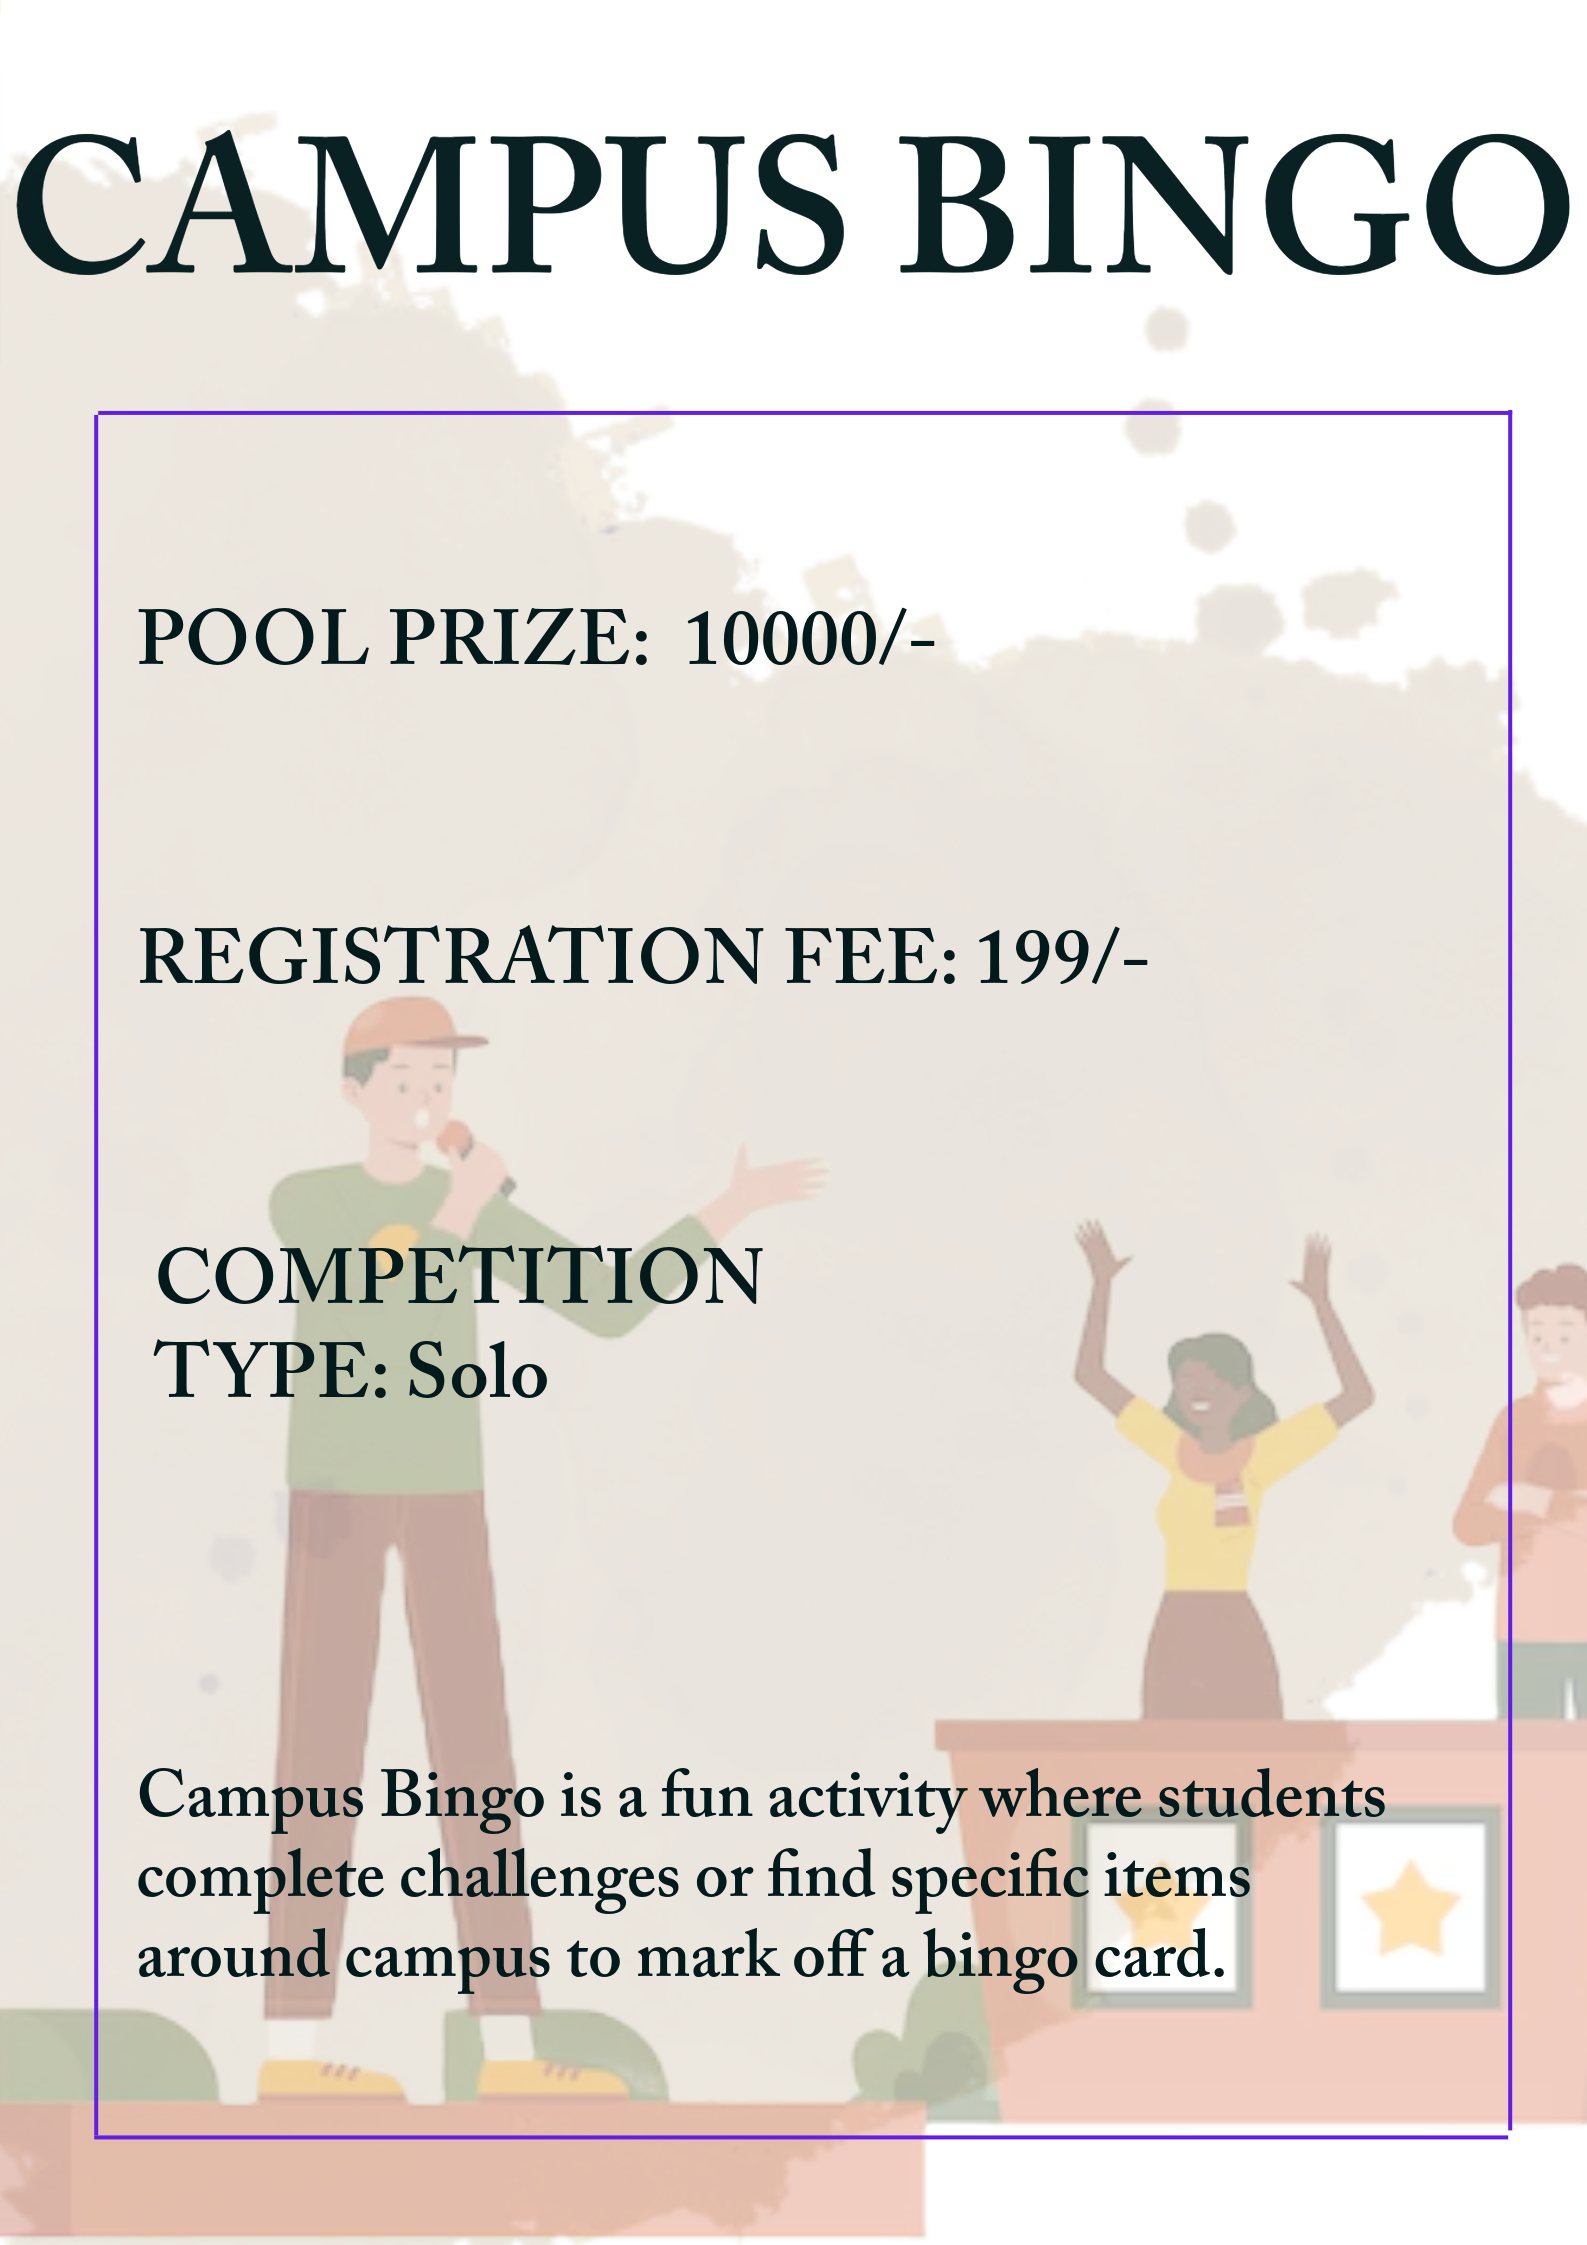 CAMPUS BINGO
POOL PRIZE: 10000/-
REGISTRATION FEE: 199/-
COMPETITION
TYPE: Solo
Campus Bingo is a fun activity where students
complete challenges or find specific items
around campus to mark off a bingo card.